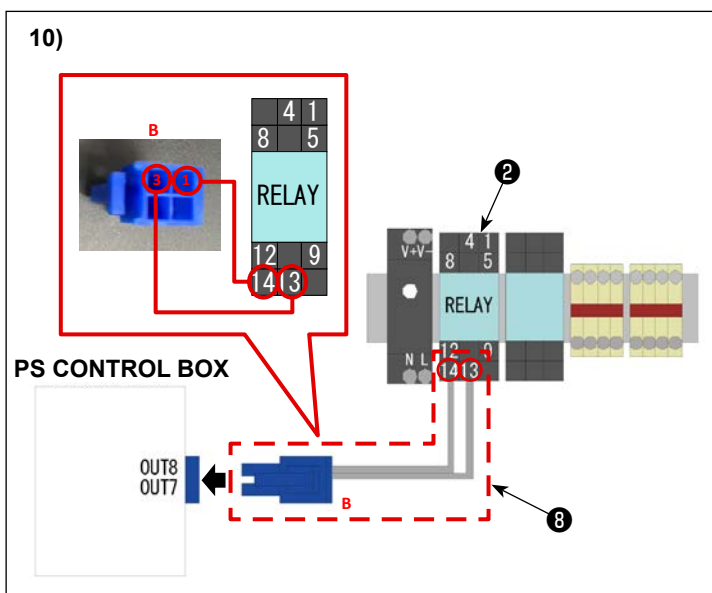 10)
B
3 1
4 1
8 5
RELAY
12 9
14 13
2
V+V-
4 1
8 5
RELAY
12 9
N L
14 13
PS CONTROL BOX
OUT8
OUT7
B
8